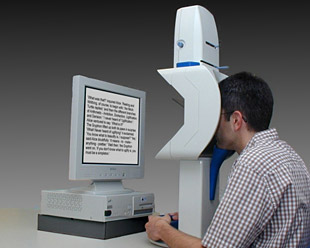 "What was that?" inquired Alice. "Reeling and
Writhing, of course, to begin with," the Mock
Turtle replied; "and then the different branches
of Arithmetic – Ambition, Distraction, Uglification,
and Derision." "I never heard of 'Uglification,'"
Alice ventured to say. "What is it?"
The Gryphon lifted up both its paws in surprise.
"What! Never heard of uglifying!" it exclaimed.
"You know what to beautify is, I suppose?" "Yes,"
said Alice doubtfully: "it means – to – make –
anything – prettier." "Well then," the Gryphon
went on, "if you don't know what to uglify is, you
must be a simpleton."